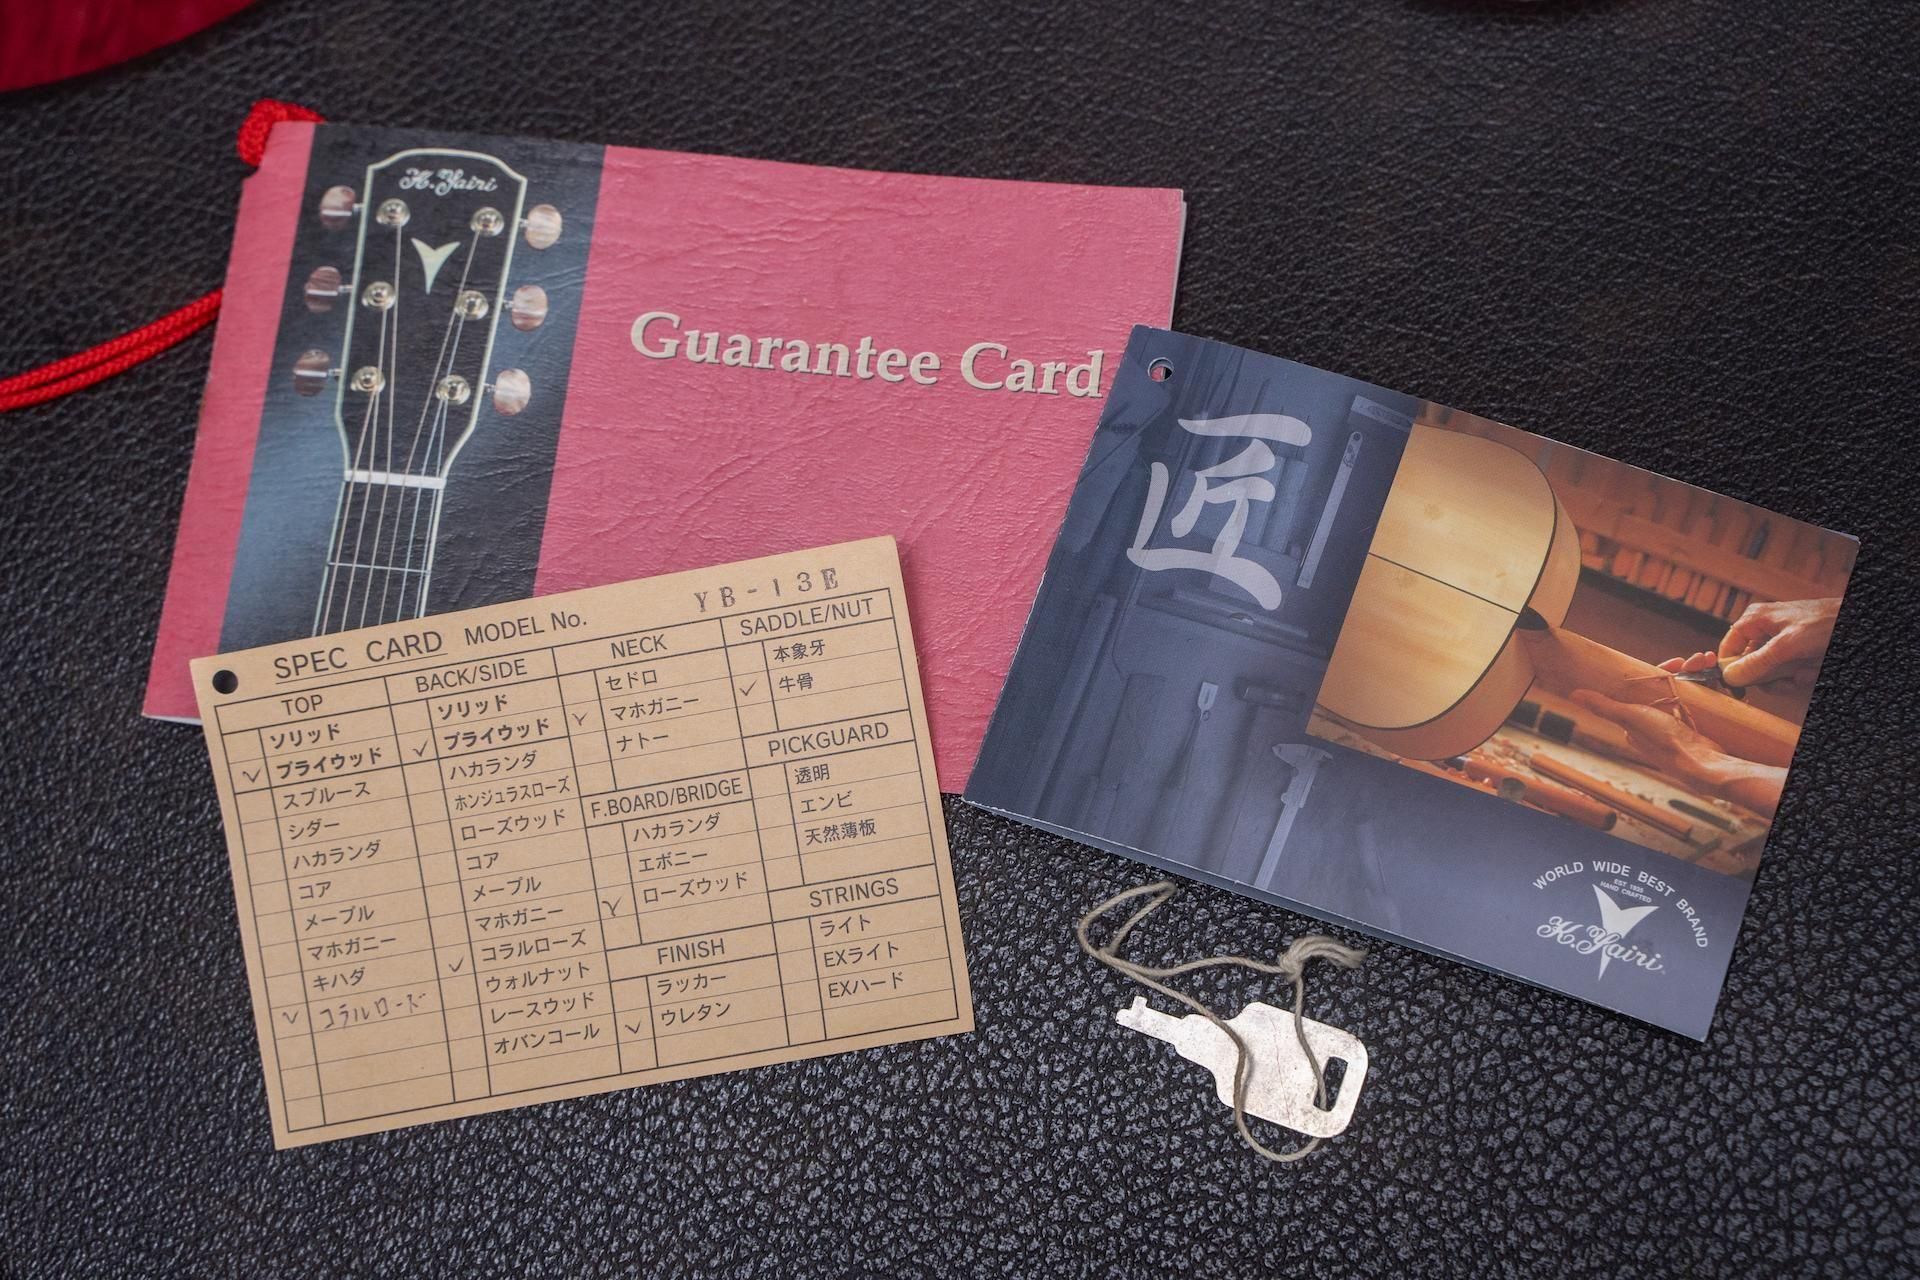 H.Yairi
Guarantee Card
匠
WORLD WIDE BEST BRAND
EST 1935
HAND CRAFTED
K.Yairi
SPEC CARD MODEL No. YB-13E
TOP
ソリッド
プライウッド
スプルース
シダー
ハカランダ
コア
メープル
マホガニー
キハダ
コラルローズ
BACK/SIDE
ソリッド
プライウッド
ハカランダ
ホンジュラスローズ
ローズウッド
コア
メープル
マホガニー
コラルローズ
ウォルナット
レースウッド
オバンコール
NECK
セドロ
マホガニー
ナトー
F.BOARD/BRIDGE
ハカランダ
エボニー
ローズウッド
FINISH
ラッカー
ウレタン
SADDLE/NUT
本象牙
牛骨
PICKGUARD
透明
エンビ
天然薄板
STRINGS
ライト
EXライト
EXハード